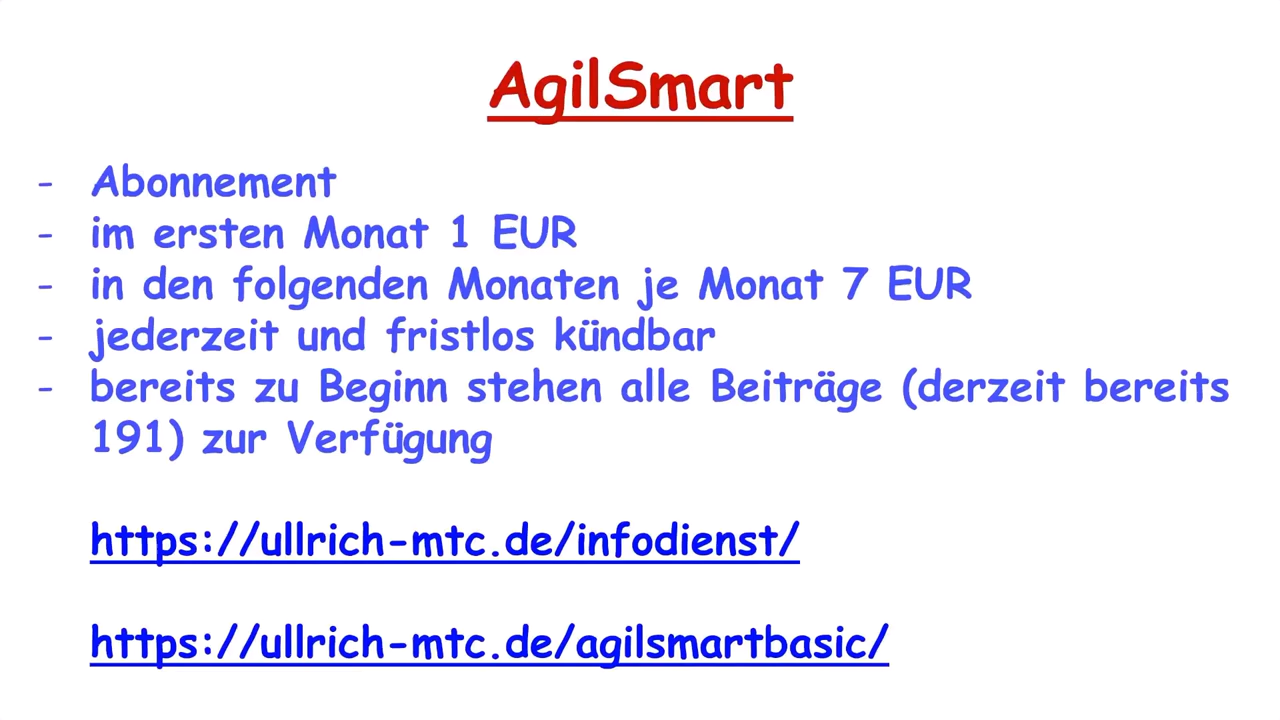 AgilSmart
- Abonnement
- im ersten Monat 1 EUR
- in den folgenden Monaten je Monat 7 EUR
- jederzeit und fristlos kündbar
- bereits zu Beginn stehen alle Beiträge (derzeit bereits
191) zur Verfügung
https://ullrich-mtc.de/infodienst/
https://ullrich-mtc.de/agilsmartbasic/